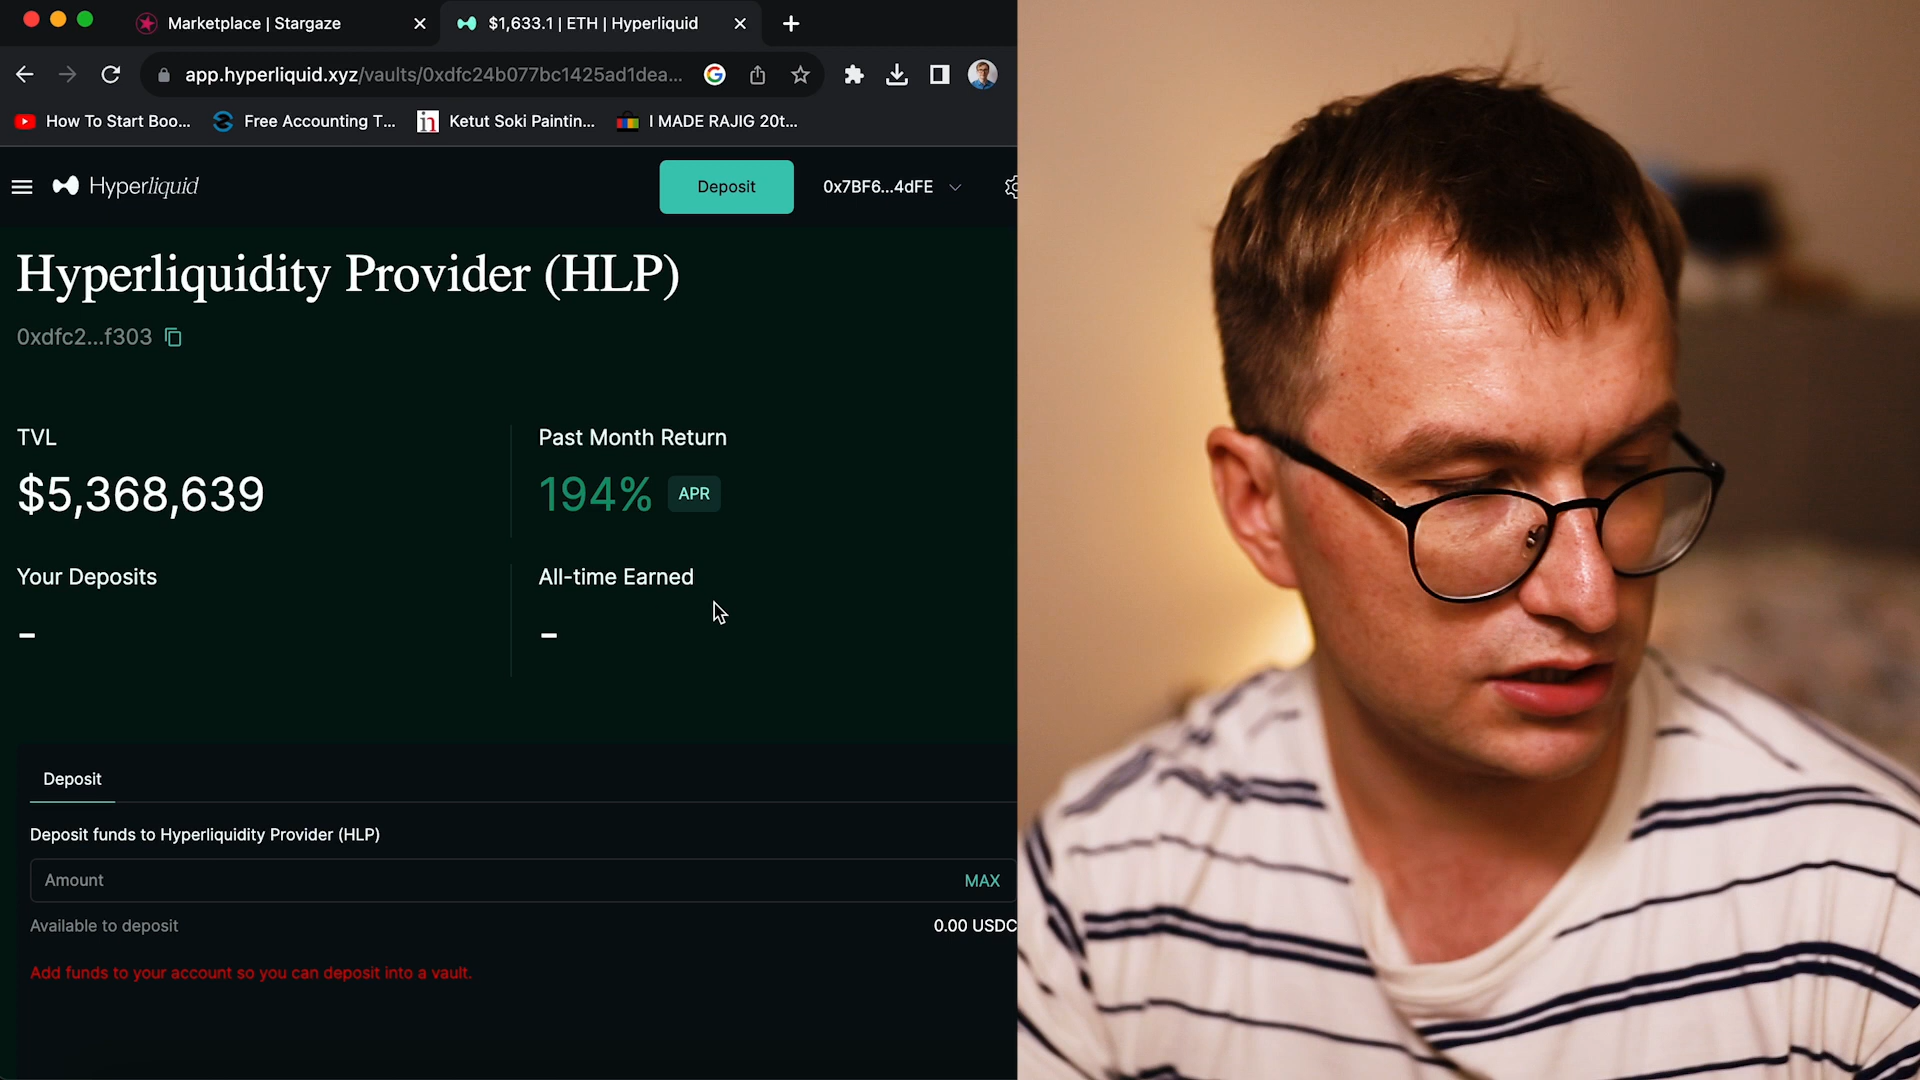 Marketplace | Stargaze
$1,633.1 | ETH | Hyperliquid
app.hyperliquid.xyz/vaults/0xdfc24b077bc1425ad1dea...
How To Start Boo...
Free Accounting T...
Ketut Soki Paintin...
I MADE RAJIG 20t...
Hyperliquid
Deposit
0x7BF6...4dFE
Hyperliquidity Provider (HLP)
0xdfc2...f303
TVL
Past Month Return
$5,368,639
194% APR
Your Deposits
All-time Earned
-
-
Deposit
Deposit funds to Hyperliquidity Provider (HLP)
Amount
MAX
Available to deposit
0.00 USDC
Add funds to your account so you can deposit into a vault.